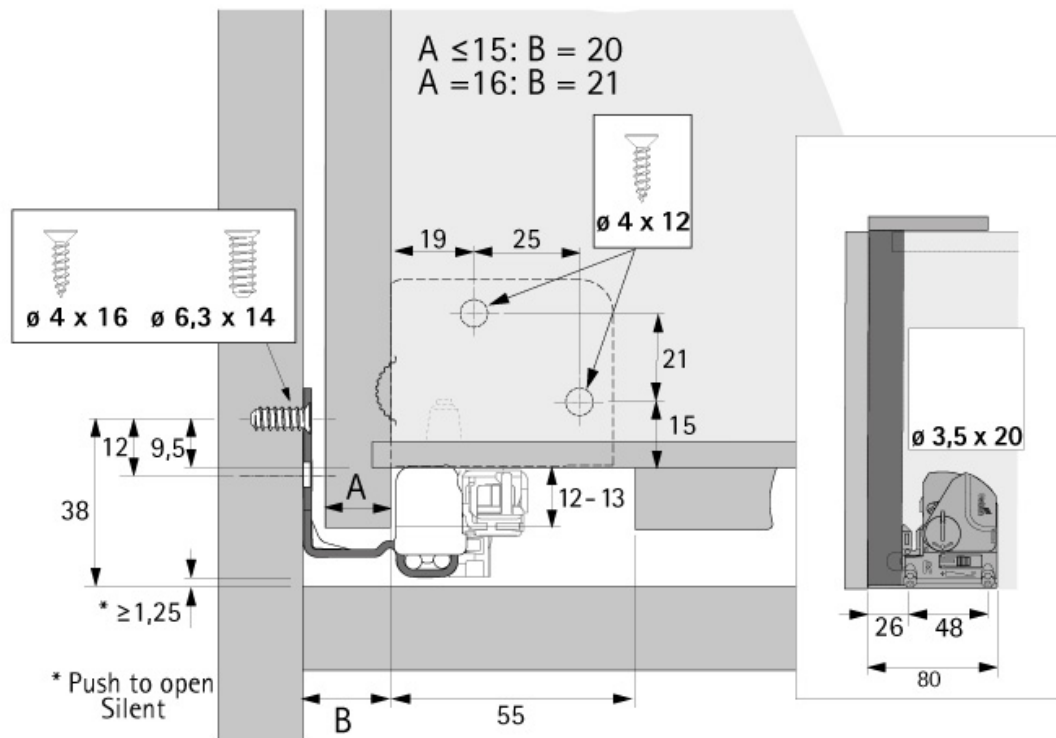 A ≤15: B = 20
A =16: B = 21
ø 4 x 12
19
25
ø 4 x 16 ø 6,3 x 14
21
15
ø 3,5 x 20
12
9,5
A
12–13
38
* ≥1,25
26
48
80
* Push to open
Silent
B
55